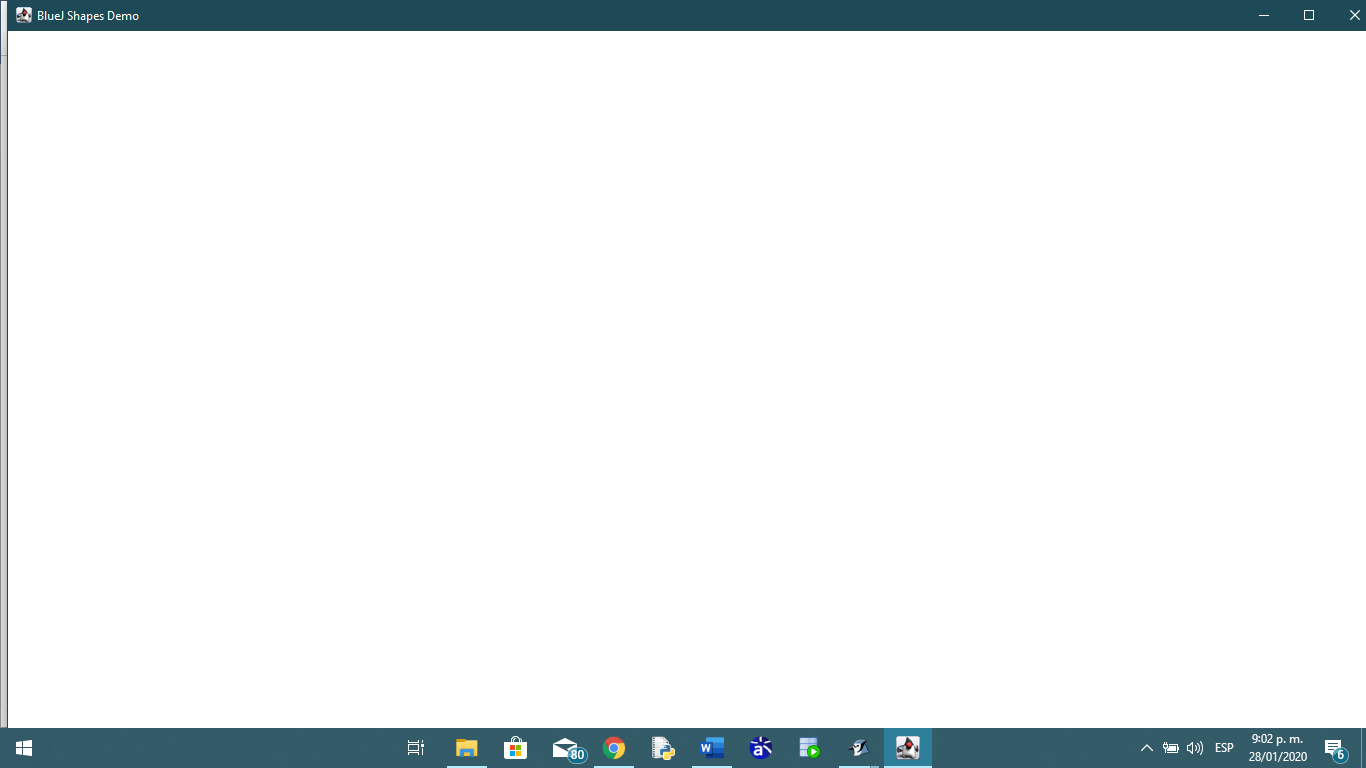 BlueJ Shapes Demo
80
W
a
ESP
9:02 p. m.
28/01/2020
6